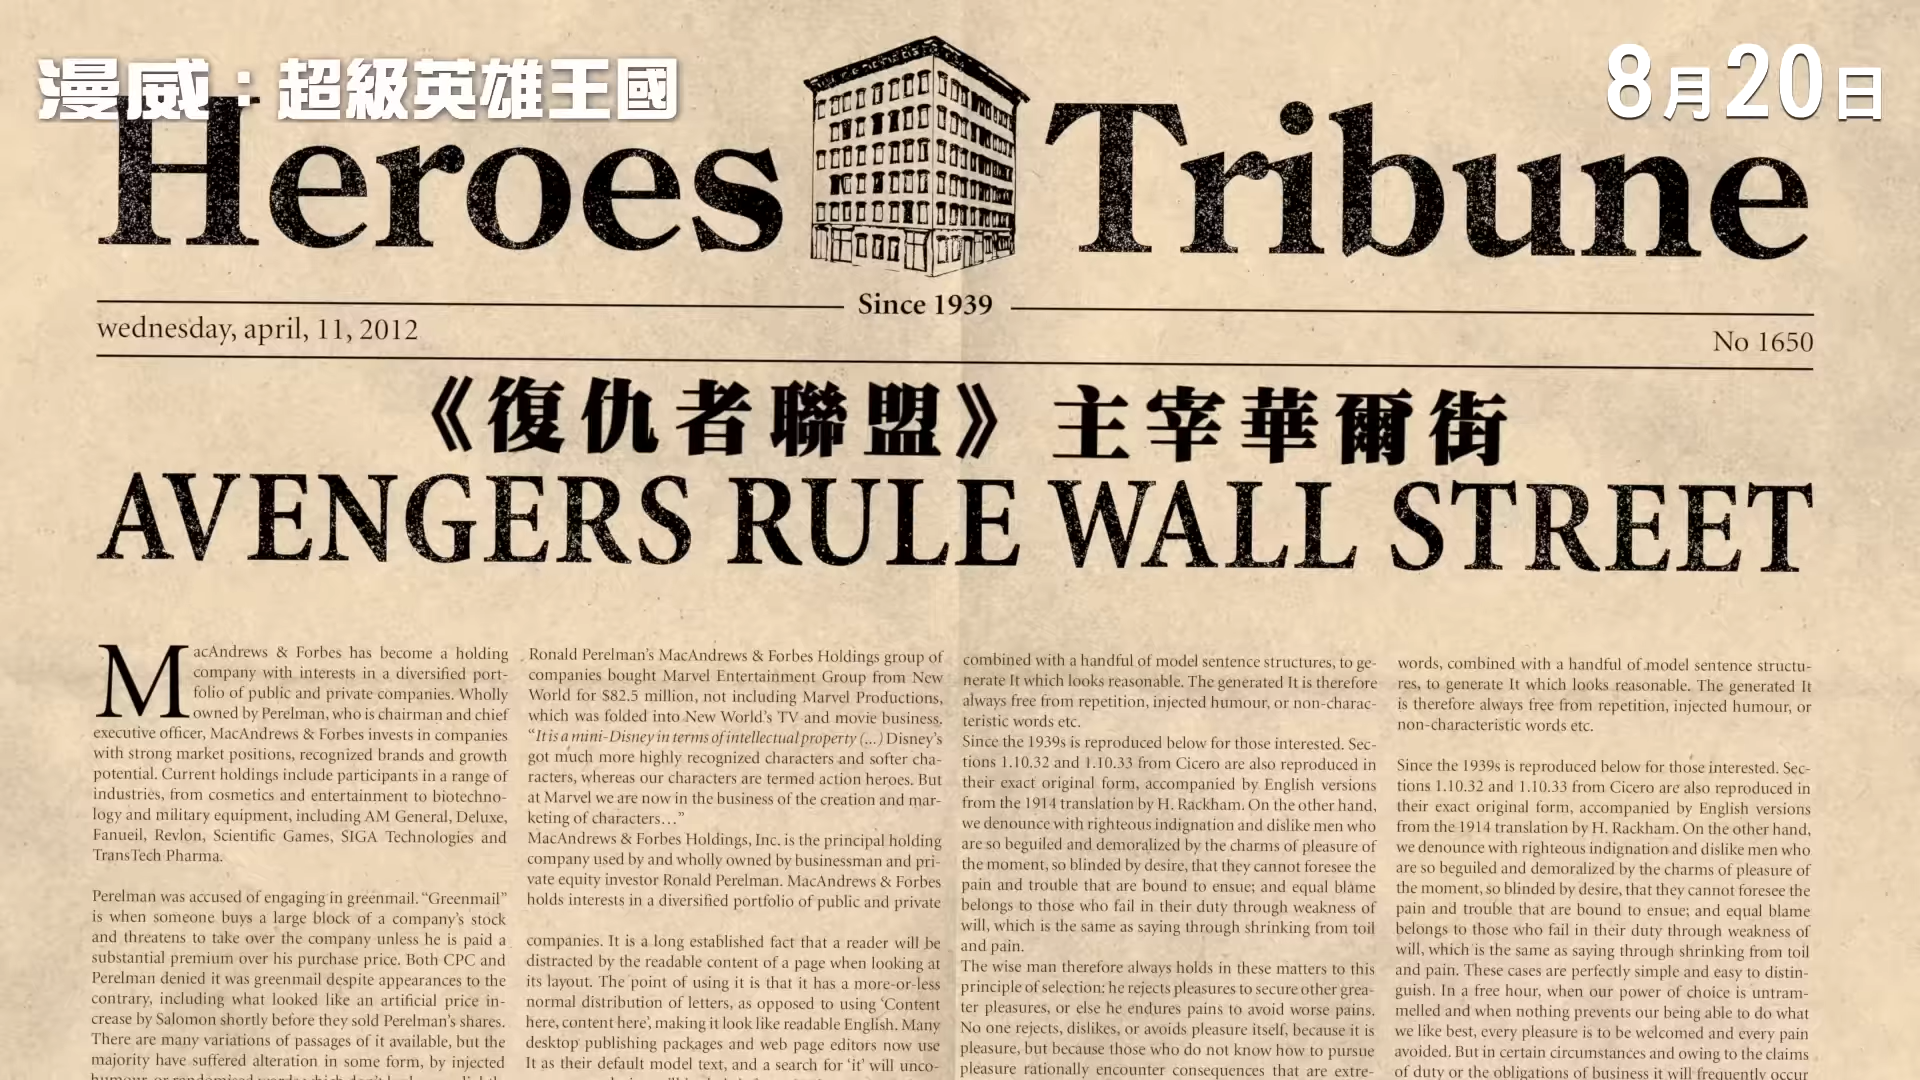 漫威：超級英雄王國
8月20日
Heroes Tribune
Since 1939
wednesday, april, 11, 2012
No 1650
《復仇者聯盟》主宰華爾街
AVENGERS RULE WALL STREET
MacAndrews & Forbes has become a holding
company with interests in a diversified port-
folio of public and private companies. Wholly
owned by Perelman, who is chairman and chief
executive officer, MacAndrews & Forbes invests in companies
with strong market positions, recognized brands and growth
potential. Current holdings include participants in a range of
industries, from cosmetics and entertainment to biotechno-
logy and military equipment, including AM General, Deluxe,
Fanueil, Revlon, Scientific Games, SIGA Technologies and
TransTech Pharma.
Perelman was accused of engaging in greenmail. “Greenmail”
is when someone buys a large block of a company's stock
and threatens to take over the company unless he is paid a
substantial premium over his purchase price. Both CPC and
Perelman denied it was greenmail despite appearances to the
contrary, including what looked like an artificial price in-
crease by Salomon shortly before they sold Perelman's shares.
There are many variations of passages of it available, but the
majority have suffered alteration in some form, by injected
Ronald Perelman's MacAndrews & Forbes Holdings group of
companies bought Marvel Entertainment Group from New
World for $82.5 million, not including Marvel Productions,
which was folded into New World's TV and movie business.
“It is a mini-Disney in terms of intellectual property (...) Disney's
got much more highly recognized characters and softer cha-
racters, whereas our characters are termed action heroes. But
at Marvel we are now in the business of the creation and mar-
keting of characters…”
MacAndrews & Forbes Holdings, Inc. is the principal holding
company used by and wholly owned by businessman and pri-
vate equity investor Ronald Perelman. MacAndrews & Forbes
holds interests in a diversified portfolio of public and private
companies. It is a long established fact that a reader will be
distracted by the readable content of a page when looking at
its layout. The point of using it is that it has a more-or-less
normal distribution of letters, as opposed to using ‘Content
here, content here’, making it look like readable English. Many
desktop publishing packages and web page editors now use
It as their default model text, and a search for ‘it’ will unco-
combined with a handful of model sentence structures, to ge-
nerate It which looks reasonable. The generated It is therefore
always free from repetition, injected humour, or non-charac-
teristic words etc.
Since the 1939s is reproduced below for those interested. Sec-
tions 1.10.32 and 1.10.33 from Cicero are also reproduced in
their exact original form, accompanied by English versions
from the 1914 translation by H. Rackham. On the other hand,
we denounce with righteous indignation and dislike men who
are so beguiled and demoralized by the charms of pleasure of
the moment, so blinded by desire, that they cannot foresee the
pain and trouble that are bound to ensue; and equal blame
belongs to those who fail in their duty through weakness of
will, which is the same as saying through shrinking from toil
and pain.
The wise man therefore always holds in these matters to this
principle of selection: he rejects pleasures to secure other grea-
ter pleasures, or else he endures pains to avoid worse pains.
No one rejects, dislikes, or avoids pleasure itself, because it is
pleasure, but because those who do not know how to pursue
pleasure rationally encounter consequences that are extre-
words, combined with a handful of model sentence structu-
res, to generate It which looks reasonable. The generated It
is therefore always free from repetition, injected humour, or
non-characteristic words etc.
Since the 1939s is reproduced below for those interested. Sec-
tions 1.10.32 and 1.10.33 from Cicero are also reproduced in
their exact original form, accompanied by English versions
from the 1914 translation by H. Rackham. On the other hand,
we denounce with righteous indignation and dislike men who
are so beguiled and demoralized by the charms of pleasure of
the moment, so blinded by desire, that they cannot foresee the
pain and trouble that are bound to ensue; and equal blame
belongs to those who fail in their duty through weakness of
will, which is the same as saying through shrinking from toil
and pain. These cases are perfectly simple and easy to distin-
guish. In a free hour, when our power of choice is untram-
melled and when nothing prevents our being able to do what
we like best, every pleasure is to be welcomed and every pain
avoided. But in certain circumstances and owing to the claims
of duty or the obligations of business it will frequently occur